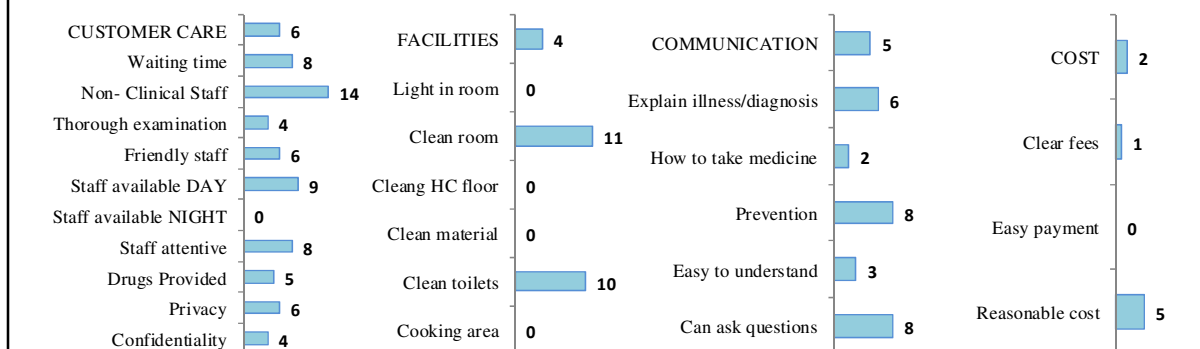 CUSTOMER CARE 6
Waiting time 8
Non- Clinical Staff 14
Thorough examination 4
Friendly staff 6
Staff available DAY 9
Staff available NIGHT 0
Staff attentive 8
Drugs Provided 5
Privacy 6
Confidentiality 4
FACILITIES 4
Light in room 0
Clean room 11
Cleang HC floor 0
Clean material 0
Clean toilets 10
Cooking area 0
COMMUNICATION 5
Explain illness/diagnosis 6
How to take medicine 2
Prevention 8
Easy to understand 3
Can ask questions 8
COST 2
Clear fees 1
Easy payment 0
Reasonable cost 5